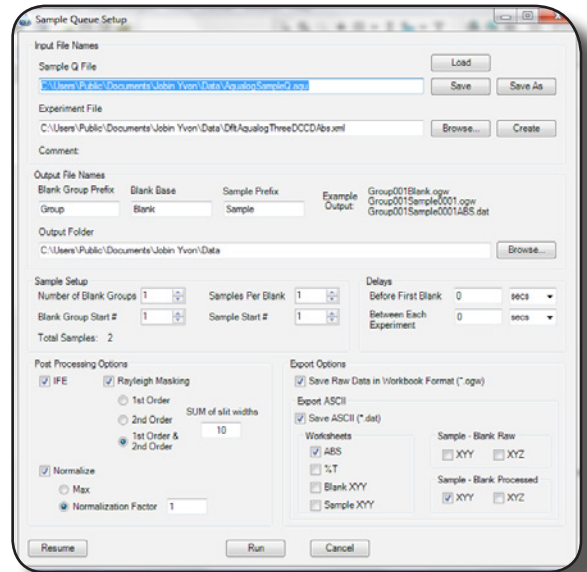 Sample Queue Setup
Input File Names
Sample Q File
Load
C:\Users\Public\Documents\Jobin Yvon\Data\AqualogSampleQ.aqu
Save
Save As
Experiment File
C:\Users\Public\Documents\Jobin Yvon\Data\DfltAqualogThreeDCCDAbs.xml
Browse...
Create
Comment:
Output File Names
Blank Group Prefix
Blank Base
Sample Prefix
Example Output:
Group001Blank.ogw
Group001Sample0001.ogw
Group001Sample0001ABS.dat
Group
Blank
Sample
Output Folder
C:\Users\Public\Documents\Jobin Yvon\Data
Browse...
Sample Setup
Number of Blank Groups 1
Samples Per Blank 1
Blank Group Start # 1
Sample Start # 1
Total Samples: 2
Delays
Before First Blank 0 secs
Between Each
Experiment
0 secs
Post Processing Options
IFE
Rayleigh Masking
1st Order
2nd Order
1st Order &
2nd Order
SUM of slit widths
10
Normalize
Max
Normalization Factor 1
Export Options
Save Raw Data in Workbook Format (*.ogw)
Export ASCII
Save ASCII (*.dat)
Worksheets
ABS
%T
Blank XYY
Sample XYY
Sample - Blank Raw
XYY XYZ
Sample - Blank Processed
XYY XYZ
Resume
Run
Cancel